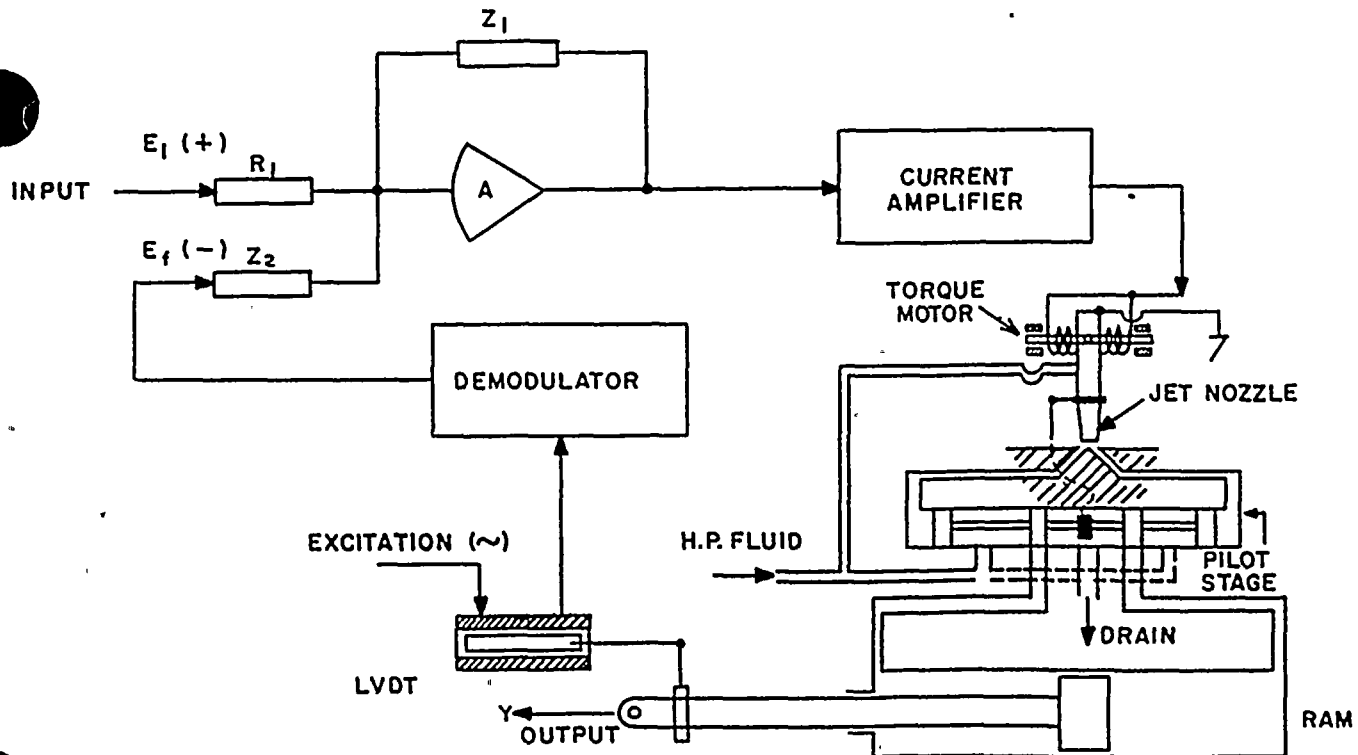 Z1
E1 (+)
R1
INPUT
A
CURRENT
AMPLIFIER
Ef (-)
Z2
TORQUE
MOTOR
DEMODULATOR
JET NOZZLE
EXCITATION (~)
H.P. FLUID
PILOT
STAGE
DRAIN
LVDT
Y
OUTPUT
RAM